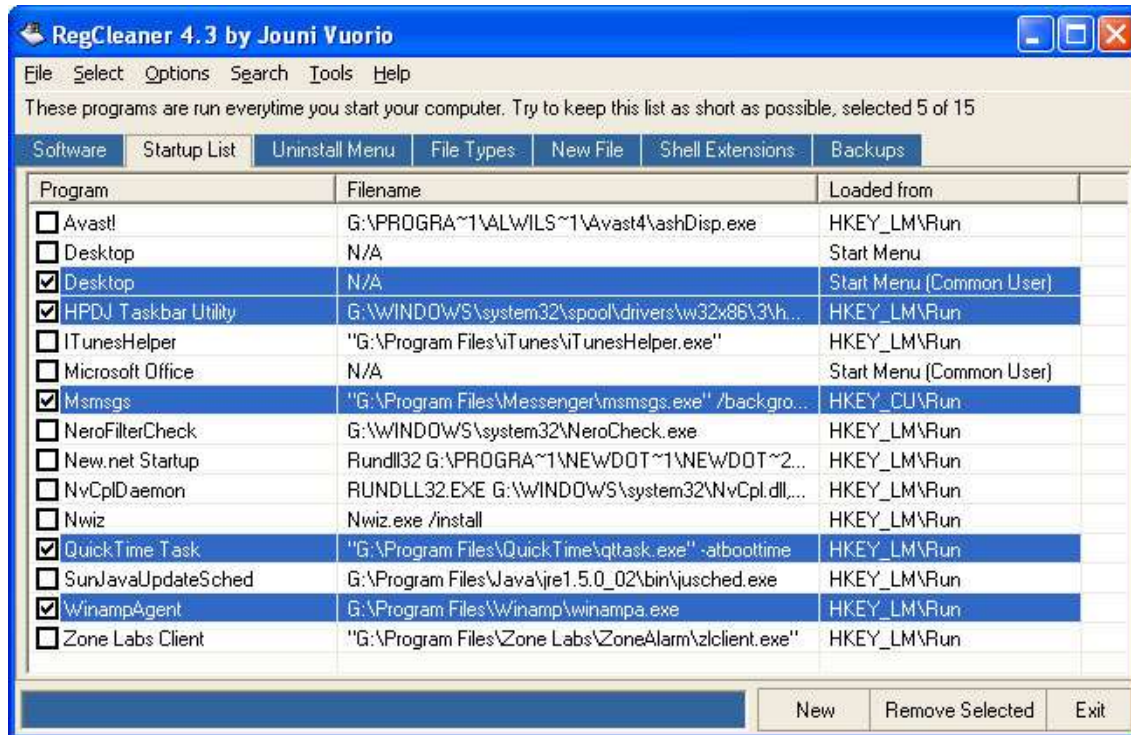 RegCleaner 4.3 by Jouni Vuorio
File Select Options Search Tools Help
These programs are run everytime you start your computer. Try to keep this list as short as possible, selected 5 of 15
Software Startup List Uninstall Menu File Types New File Shell Extensions Backups
Program Filename Loaded from
Avast! G:\PROGRA~1\ALWILS~1\Avast4\ashDisp.exe HKEY_LM\Run
Desktop N/A Start Menu
Desktop N/A Start Menu (Common User)
HPDJ Taskbar Utility G:\WINDOWS\system32\spool\drivers\w32x86\3\h... HKEY_LM\Run
ITunesHelper "G:\Program Files\iTunes\iTunesHelper.exe" HKEY_LM\Run
Microsoft Office N/A Start Menu (Common User)
Msmsgs "G:\Program Files\Messenger\msmsgs.exe" /backgro... HKEY_CU\Run
NeroFilterCheck G:\WINDOWS\system32\NeroCheck.exe HKEY_LM\Run
New.net Startup Rundll32 G:\PROGRA~1\NEWDOT~1\NEWDOT~2... HKEY_LM\Run
NvCplDaemon RUNDLL32.EXE G:\WINDOWS\system32\NvCpl.dll,... HKEY_LM\Run
Nwiz Nwiz.exe /install HKEY_LM\Run
QuickTime Task "G:\Program Files\QuickTime\qttask.exe" -atboottime HKEY_LM\Run
SunJavaUpdateSched G:\Program Files\Java\jre1.5.0_02\bin\jusched.exe HKEY_LM\Run
WinampAgent G:\Program Files\Winamp\winampa.exe HKEY_LM\Run
Zone Labs Client "G:\Program Files\Zone Labs\ZoneAlarm\zlclient.exe" HKEY_LM\Run
New Remove Selected Exit